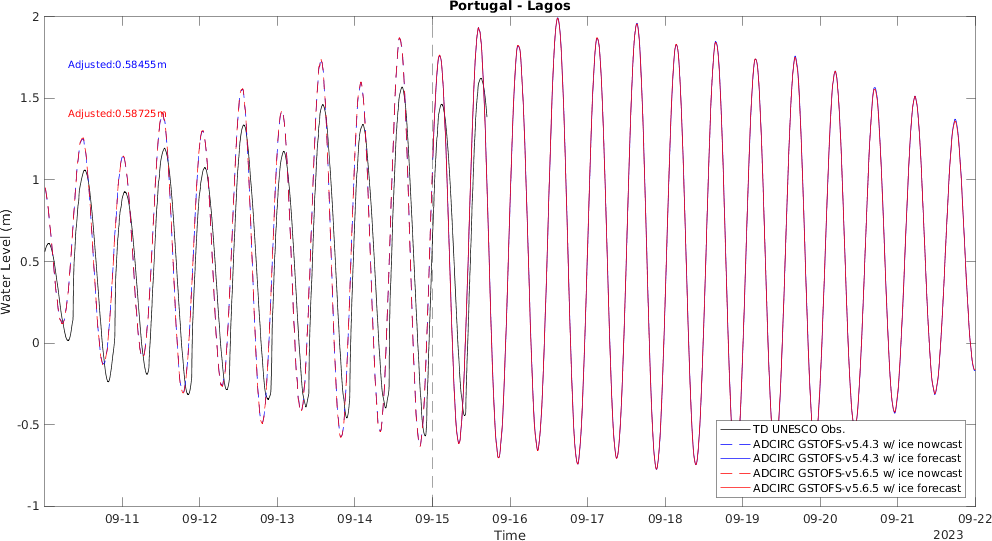 Portugal - Lagos
Adjusted:0.58455m
Adjusted:0.58725m
Water Level (m)
2
1.5
1
0.5
0
-0.5
-1
09-11 09-12 09-13 09-14 09-15 09-16 09-17 09-18 09-19 09-20 09-21 09-22
2023
Time
TD UNESCO Obs.
ADCIRC GSTOFS-v5.4.3 w/ ice nowcast
ADCIRC GSTOFS-v5.4.3 w/ ice forecast
ADCIRC GSTOFS-v5.6.5 w/ ice nowcast
ADCIRC GSTOFS-v5.6.5 w/ ice forecast